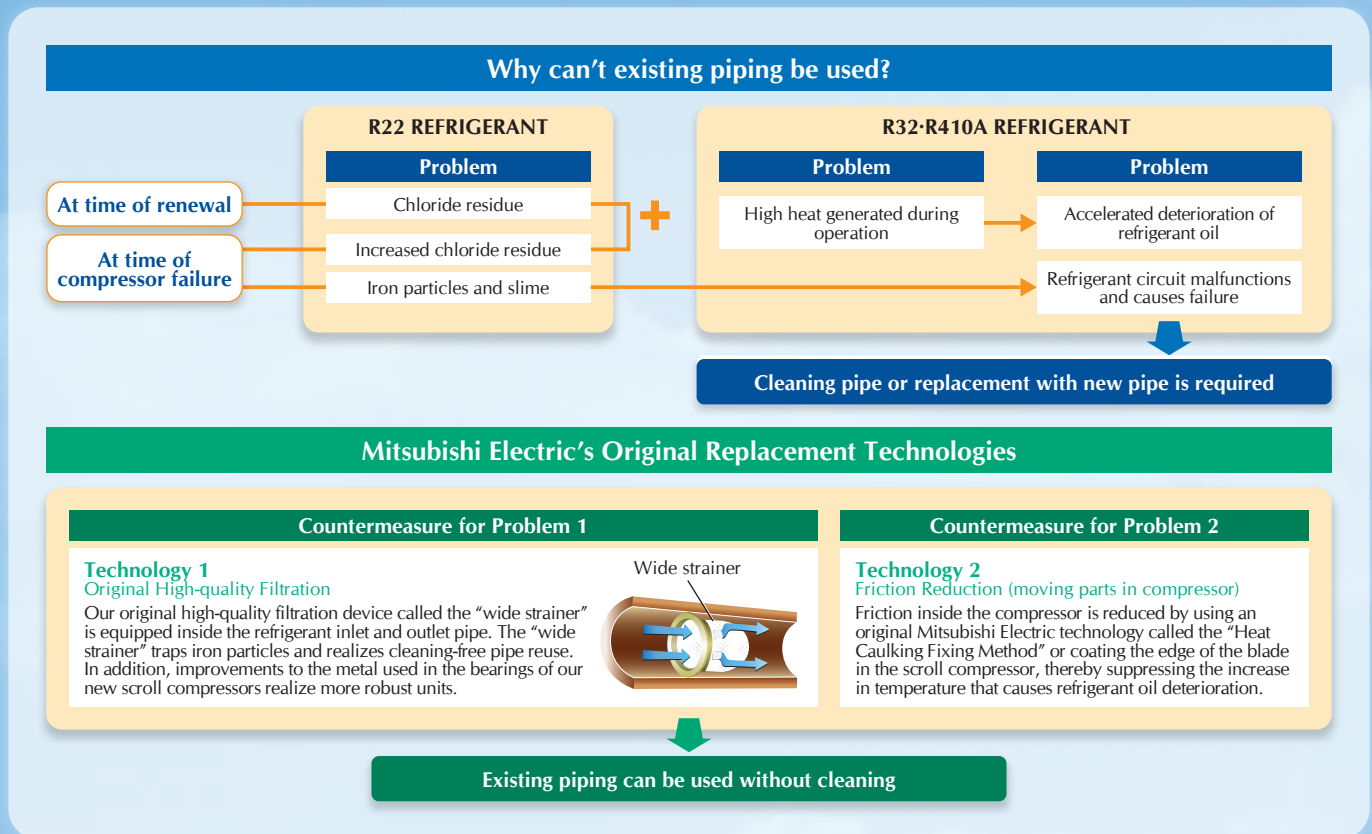 Why can't existing piping be used?
R22 REFRIGERANT
R32·R410A REFRIGERANT
Problem
Problem
Problem
At time of renewal
Chloride residue
High heat generated during
operation
Accelerated deterioration of
refrigerant oil
At time of
compressor failure
Increased chloride residue
Iron particles and slime
Refrigerant circuit malfunctions
and causes failure
Cleaning pipe or replacement with new pipe is required
Mitsubishi Electric's Original Replacement Technologies
Countermeasure for Problem 1
Technology 1
Original High-quality Filtration
Our original high-quality filtration device called the “wide strainer”
is equipped inside the refrigerant inlet and outlet pipe. The “wide
strainer” traps iron particles and realizes cleaning-free pipe reuse.
In addition, improvements to the metal used in the bearings of our
new scroll compressors realize more robust units.
Wide strainer
Countermeasure for Problem 2
Technology 2
Friction Reduction (moving parts in compressor)
Friction inside the compressor is reduced by using an
original Mitsubishi Electric technology called the “Heat
Caulking Fixing Method” or coating the edge of the blade
in the scroll compressor, thereby suppressing the increase
in temperature that causes refrigerant oil deterioration.
Existing piping can be used without cleaning